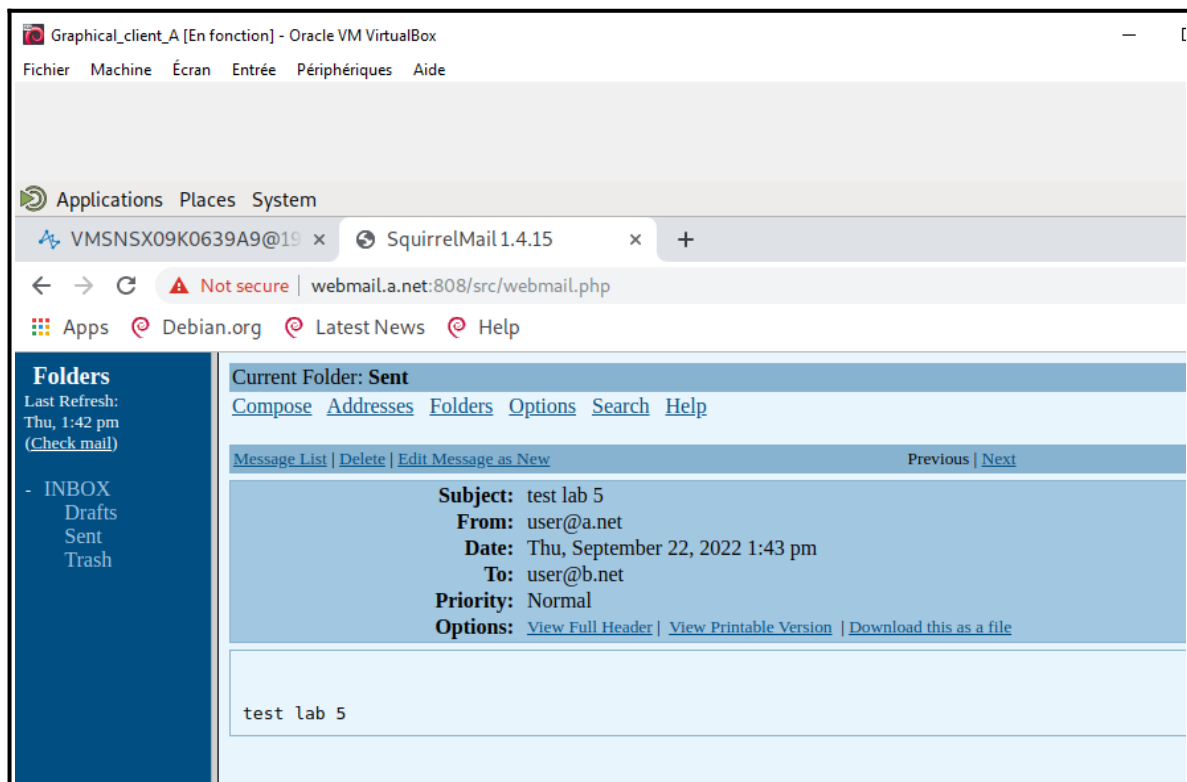 Graphical_client_A [En fonction] - Oracle VM VirtualBox
Fichier Machine Écran Entrée Périphériques Aide
Applications Places System
VMSNSX09K0639A9@19 × SquirrelMail 1.4.15 × +
Not secure | webmail.a.net:808/src/webmail.php
Apps Debian.org Latest News Help
Folders
Last Refresh:
Thu, 1:42 pm
(Check mail)
- INBOX
Drafts
Sent
Trash
Current Folder: Sent
Compose Addresses Folders Options Search Help
Message List | Delete | Edit Message as New Previous | Next
Subject: test lab 5
From: user@a.net
Date: Thu, September 22, 2022 1:43 pm
To: user@b.net
Priority: Normal
Options: View Full Header | View Printable Version | Download this as a file
test lab 5